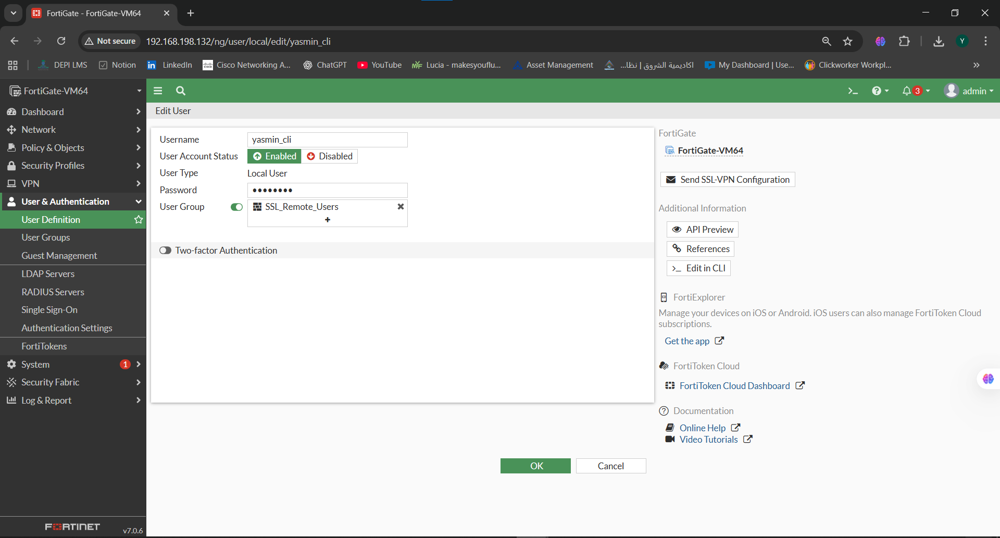 FortiGate - FortiGate-VM64
Not secure
192.168.198.132/ng/user/local/edit/yasmin_cli
Y
DEPI LMS
Notion
LinkedIn
Cisco Networking A...
ChatGPT
YouTube
Lucia - makesyouflu...
Asset Management
اكاديمية الشروق | نظا...
My Dashboard | Use...
Clickworker Workpl...
FortiGate-VM64
3
admin
Dashboard
Network
Policy & Objects
Security Profiles
VPN
User & Authentication
User Definition
User Groups
Guest Management
LDAP Servers
RADIUS Servers
Single Sign-On
Authentication Settings
FortiTokens
System
1
Security Fabric
Log & Report
FORTINET
v7.0.6
Edit User
Username
yasmin_cli
User Account Status
Enabled
Disabled
User Type
Local User
Password
••••••••
User Group
SSL_Remote_Users
Two-factor Authentication
OK
Cancel
FortiGate
FortiGate-VM64
Send SSL-VPN Configuration
Additional Information
API Preview
References
>_ Edit in CLI
FortiExplorer
Manage your devices on iOS or Android. iOS users can also manage FortiToken Cloud
subscriptions.
Get the app
FortiToken Cloud
FortiToken Cloud Dashboard
Documentation
Online Help
Video Tutorials